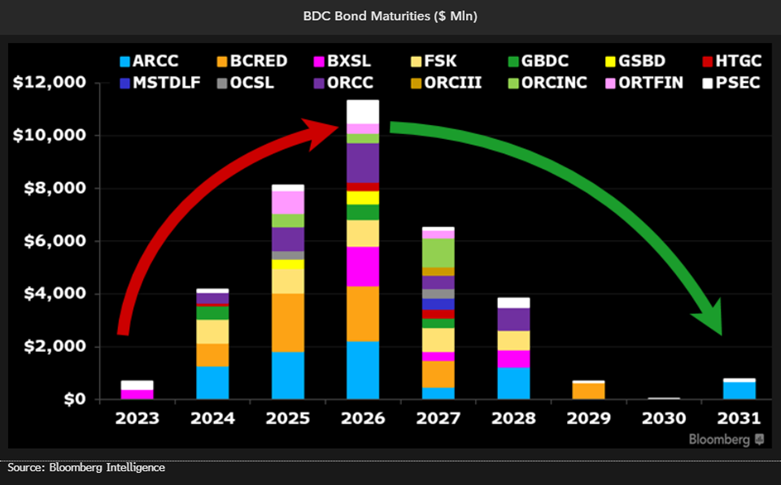 BDC Bond Maturities ($ Mln)
ARCC BCRED BXSL FSK GBDC GSBD HTGC
MSTDLF OCSL ORCC ORCIII ORCINC ORTFIN PSEC
$12,000
$10,000
$8,000
$6,000
$4,000
$2,000
$0
2023 2024 2025 2026 2027 2028 2029 2030 2031
Bloomberg
Source: Bloomberg Intelligence